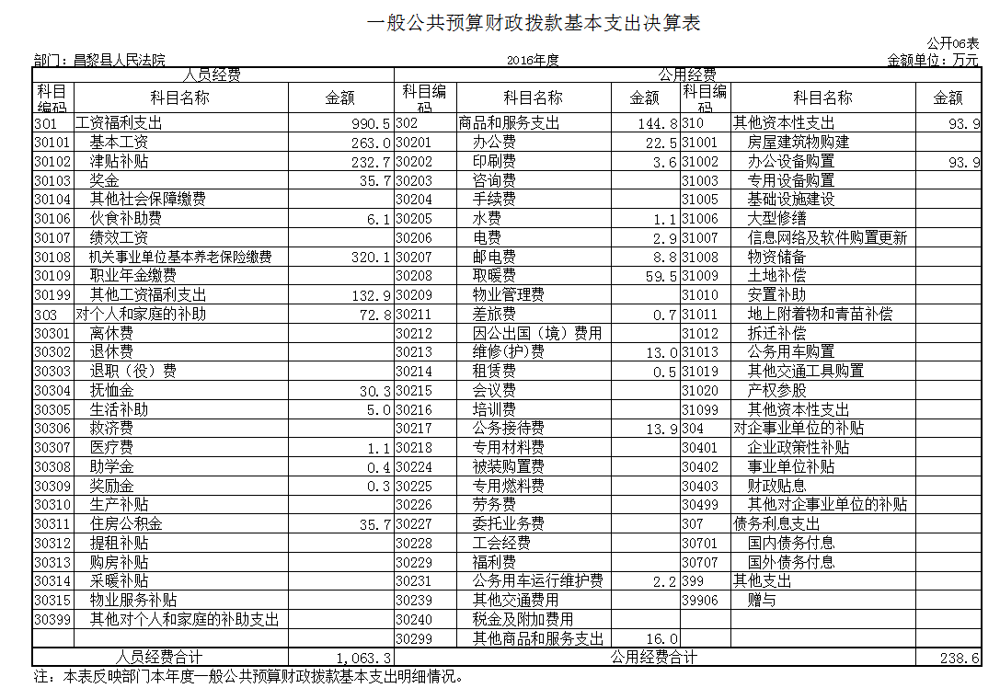 一般公共预算财政拨款基本支出决算表
公开06表
部门：昌黎县人民法院 2016年度 金额单位：万元
人员经费 公用经费
科目编码 科目名称 金额 科目编码 科目名称 金额 科目编码 科目名称 金额
301 工资福利支出 990.5 302 商品和服务支出 144.8 310 其他资本性支出 93.9
30101 基本工资 263.0 30201 办公费 22.5 31001 房屋建筑物购建
30102 津贴补贴 232.7 30202 印刷费 3.6 31002 办公设备购置 93.9
30103 奖金 35.7 30203 咨询费 31003 专用设备购置
30104 其他社会保障缴费 30204 手续费 31005 基础设施建设
30106 伙食补助费 6.1 30205 水费 1.1 31006 大型修缮
30107 绩效工资 30206 电费 2.9 31007 信息网络及软件购置更新
30108 机关事业单位基本养老保险缴费 320.1 30207 邮电费 8.8 31008 物资储备
30109 职业年金缴费 30208 取暖费 59.5 31009 土地补偿
30199 其他工资福利支出 132.9 30209 物业管理费 31010 安置补助
303 对个人和家庭的补助 72.8 30211 差旅费 0.7 31011 地上附着物和青苗补偿
30301 离休费 30212 因公出国（境）费用 31012 拆迁补偿
30302 退休费 30213 维修(护)费 13.0 31013 公务用车购置
30303 退职（役）费 30214 租赁费 0.5 31019 其他交通工具购置
30304 抚恤金 30.3 30215 会议费 31020 产权参股
30305 生活补助 5.0 30216 培训费 31099 其他资本性支出
30306 救济费 30217 公务接待费 13.9 304 对企事业单位的补贴
30307 医疗费 1.1 30218 专用材料费 30401 企业政策性补贴
30308 助学金 0.4 30224 被装购置费 30402 事业单位补贴
30309 奖励金 0.3 30225 专用燃料费 30403 财政贴息
30310 生产补贴 30226 劳务费 30499 其他对企事业单位的补贴
30311 住房公积金 35.7 30227 委托业务费 307 债务利息支出
30312 提租补贴 30228 工会经费 30701 国内债务付息
30313 购房补贴 30229 福利费 30707 国外债务付息
30314 采暖补贴 30231 公务用车运行维护费 2.2 399 其他支出
30315 物业服务补贴 30239 其他交通费用 39906 赠与
30399 其他对个人和家庭的补助支出 30240 税金及附加费用
30299 其他商品和服务支出 16.0
人员经费合计 1,063.3 公用经费合计 238.6
注：本表反映部门本年度一般公共预算财政拨款基本支出明细情况。